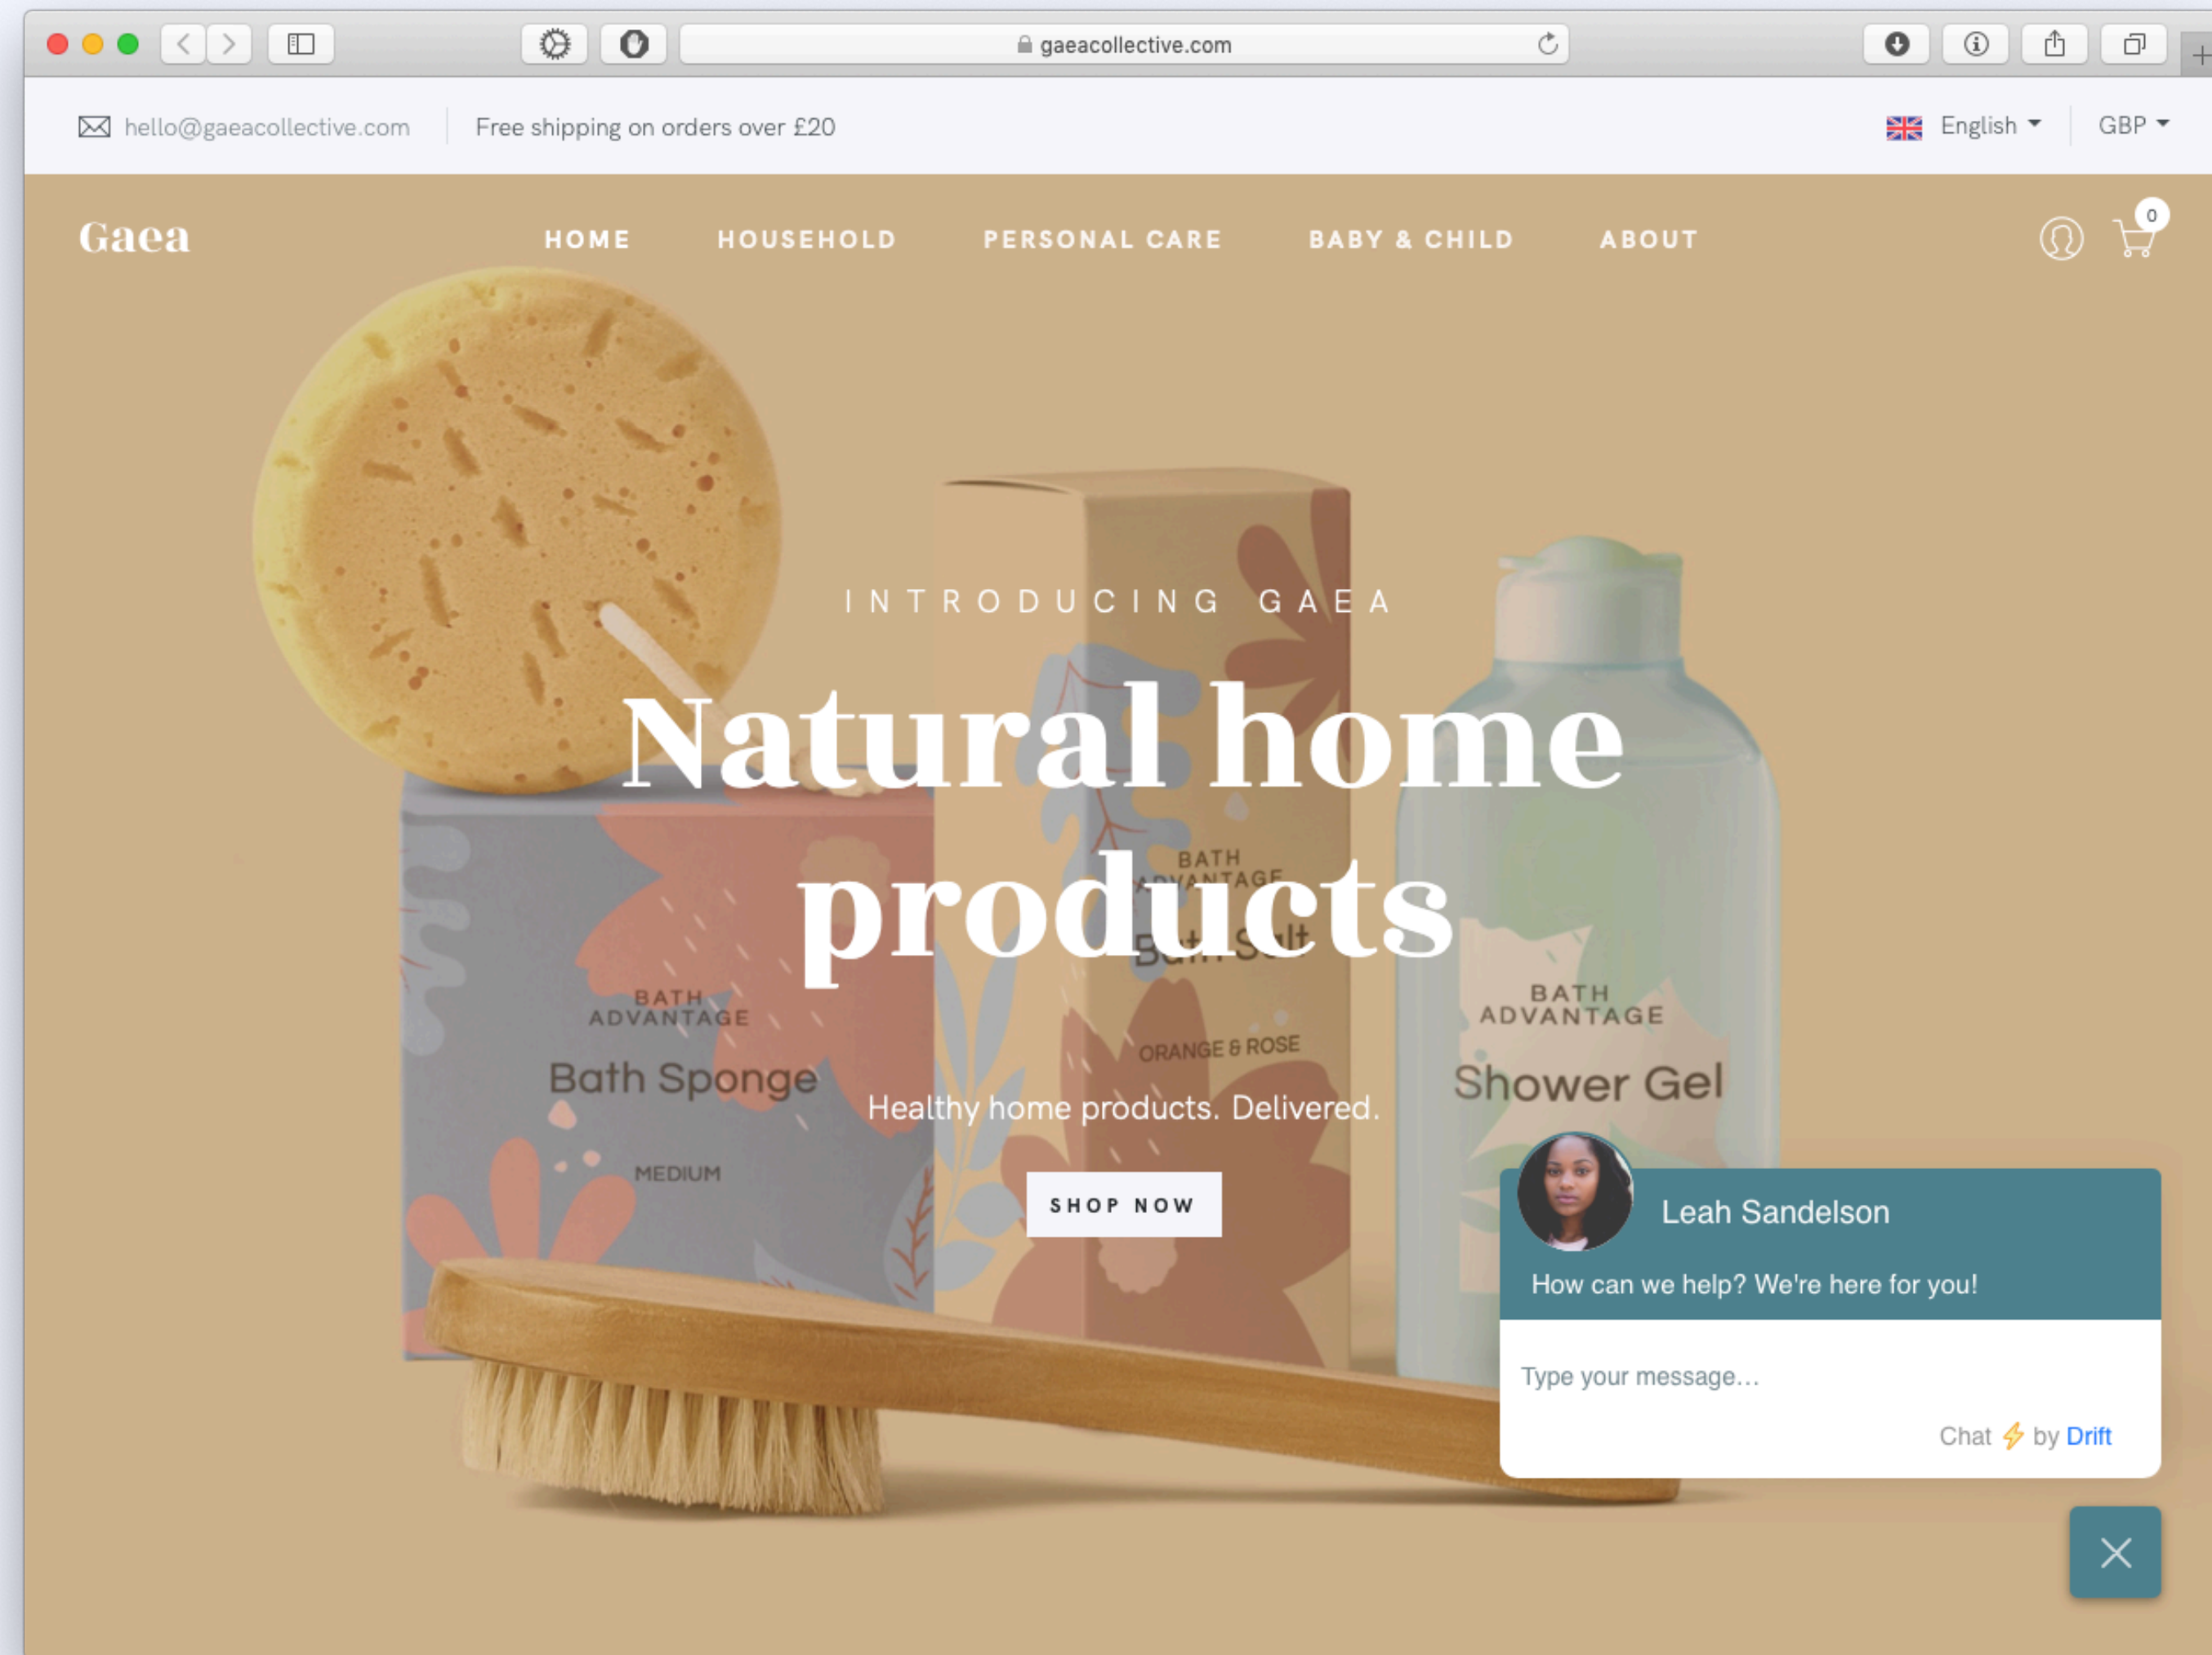 gaeacollective.com
hello@gaeacollective.com
Free shipping on orders over £20
English
GBP
Gaea
HOME
HOUSEHOLD
PERSONAL CARE
BABY & CHILD
ABOUT
0
INTRODUCING GAEA
Natural home
products
BATH
ADVANTAGE
Bath Salt
ORANGE & ROSE
BATH
ADVANTAGE
Bath Sponge
MEDIUM
BATH
ADVANTAGE
Shower Gel
Healthy home products. Delivered.
SHOP NOW
Leah Sandelson
How can we help? We're here for you!
Type your message...
Chat ⚡ by Drift